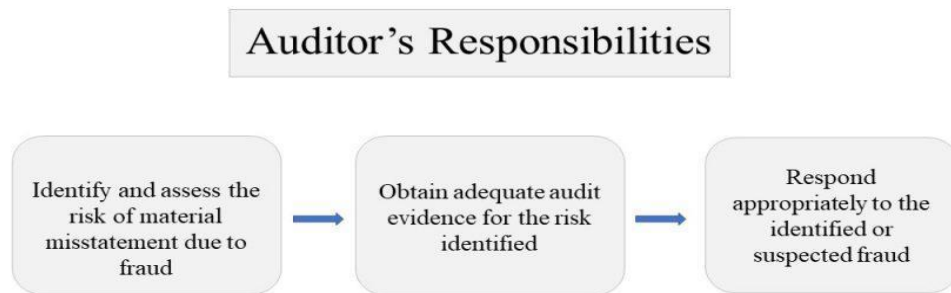 Auditor's Responsibilities
Identify and assess the
risk of material
misstatement due to
fraud
Obtain adequate audit
evidence for the risk
identified
Respond
appropriately to the
identified or
suspected fraud